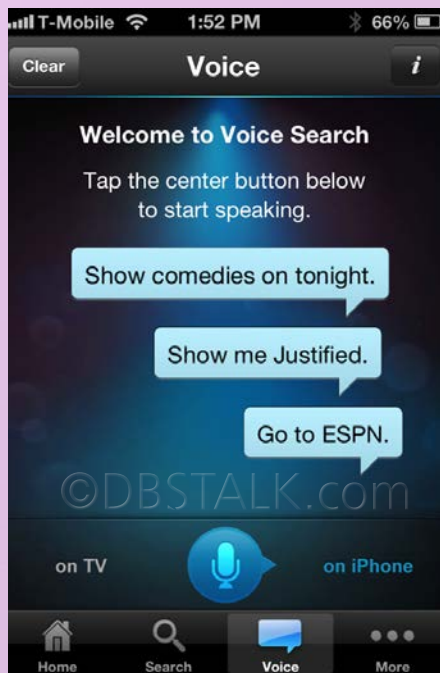 T-Mobile 1:52 PM 66%
Clear Voice i
Welcome to Voice Search
Tap the center button below
to start speaking.
Show comedies on tonight.
Show me Justified.
Go to ESPN.
©DBSTALK.com
on TV on iPhone
Home Search Voice More